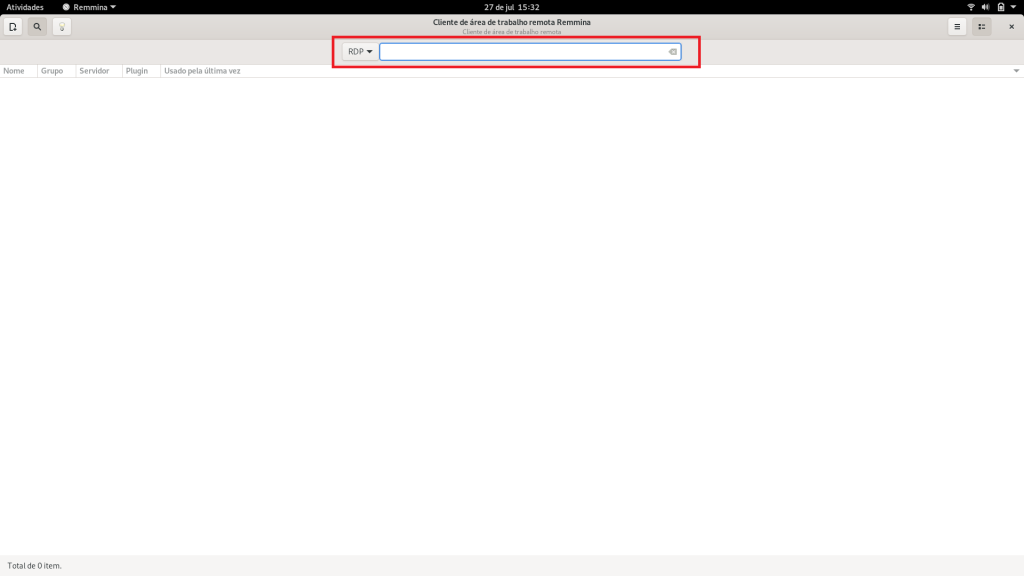 Atividades Remmina 27 de jul 15:32
Cliente de área de trabalho remota Remmina
Cliente de área de trabalho remota
RDP
Nome Grupo Servidor Plugin Usado pela última vez
Total de 0 item.